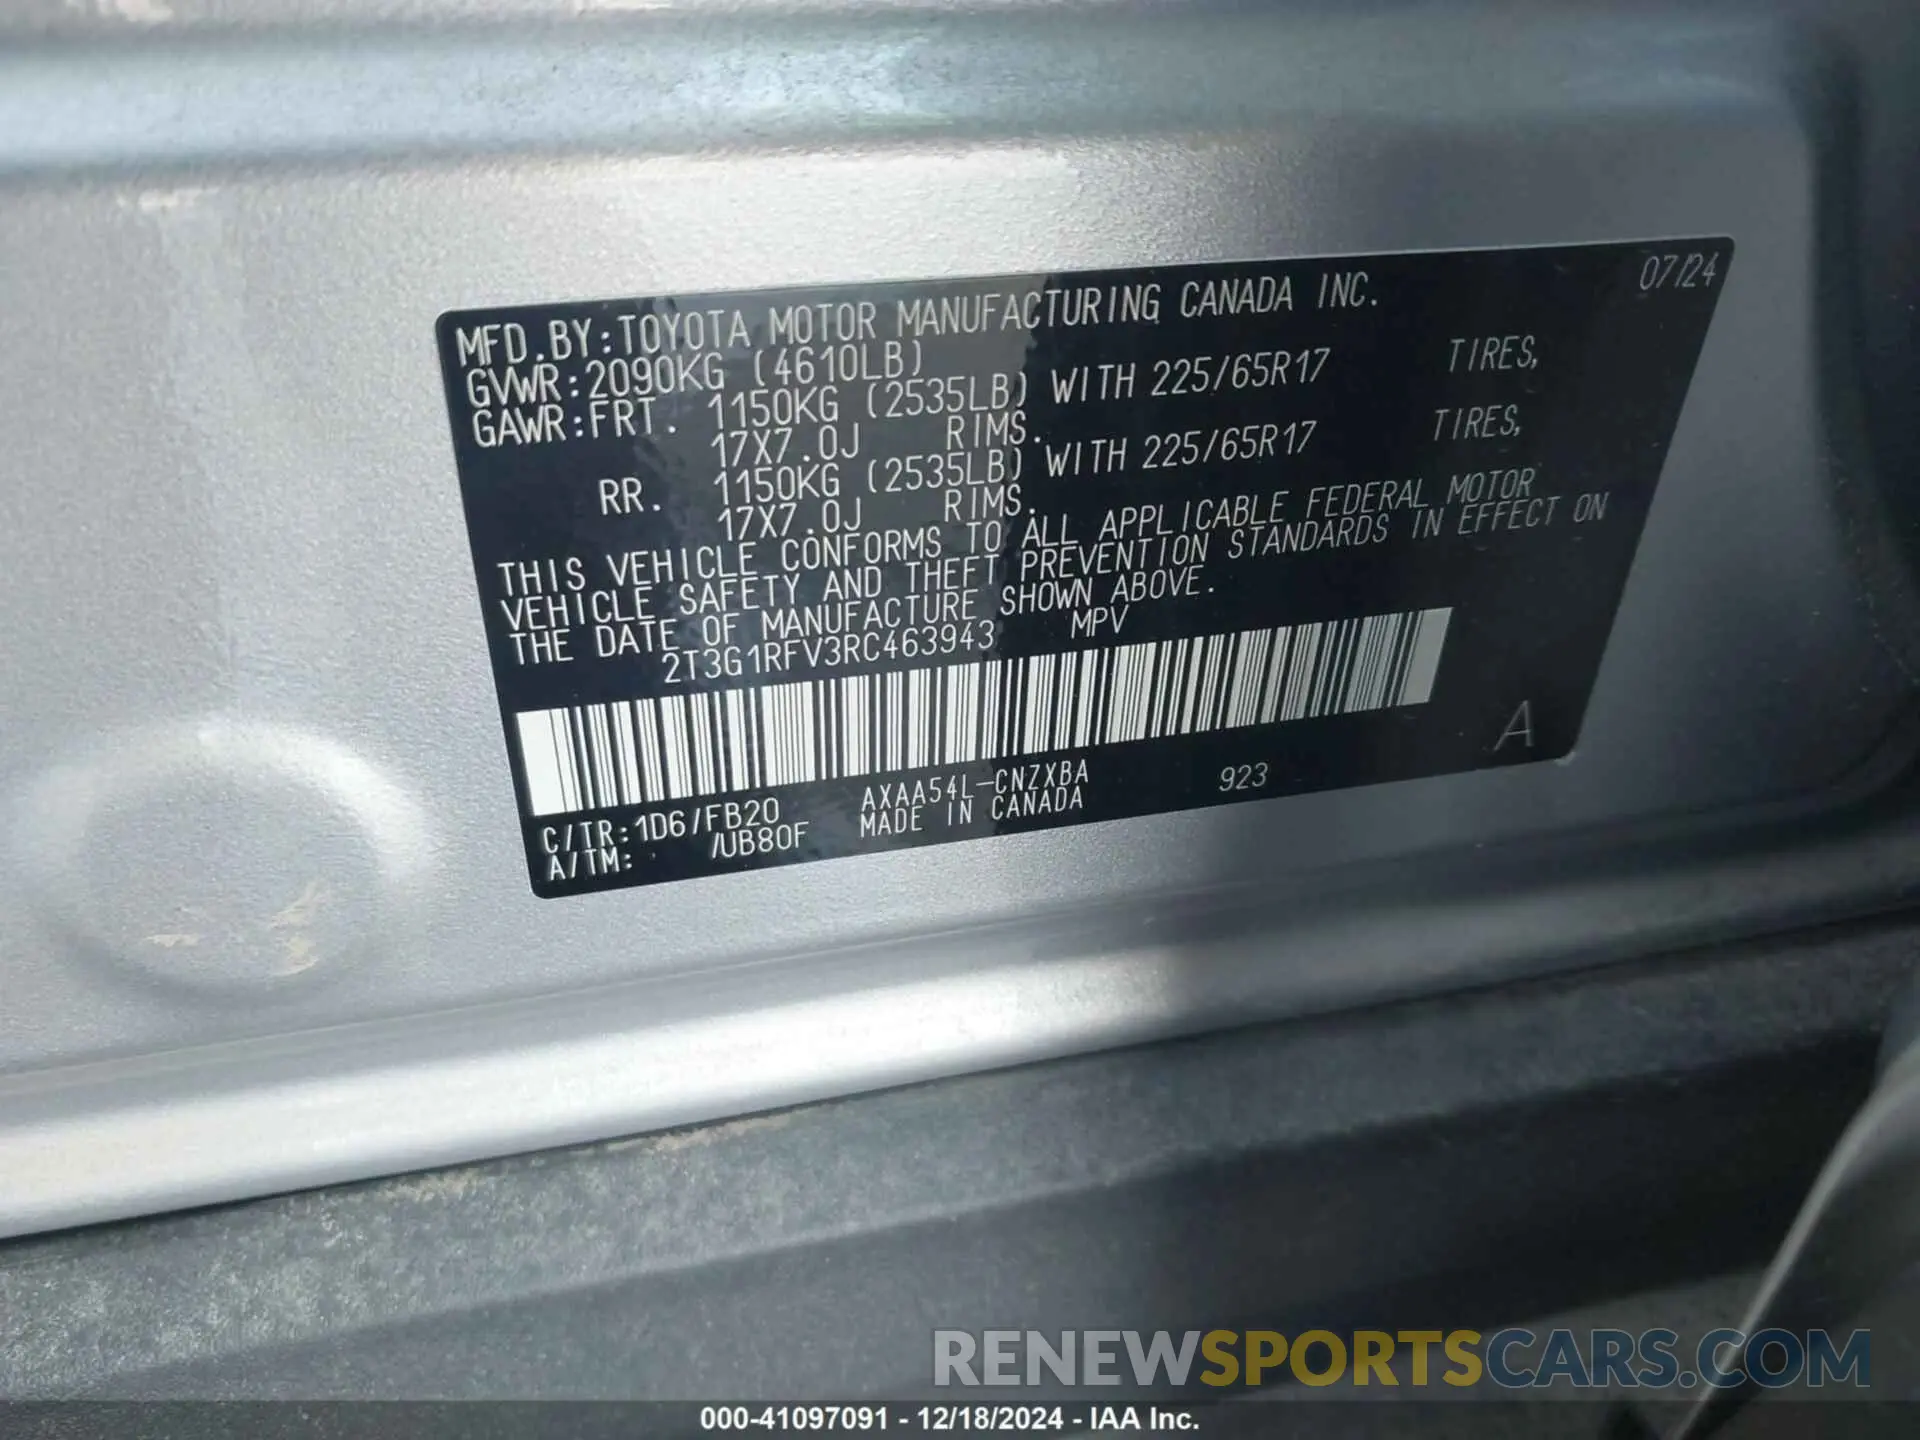 07/24
MFD.BY:TOYOTA MOTOR MANUFACTURING CANADA INC.
GVWR:2090KG (4610LB)
GAWR:FRT. 1150KG (2535LB) WITH 225/65R17 TIRES,
17X7.0J RIMS.
RR. 1150KG (2535LB) WITH 225/65R17 TIRES,
17X7.0J RIMS.
THIS VEHICLE CONFORMS TO ALL APPLICABLE FEDERAL MOTOR
VEHICLE SAFETY AND THEFT PREVENTION STANDARDS IN EFFECT ON
THE DATE OF MANUFACTURE SHOWN ABOVE.
2T3G1RFV3RC463943 MPV
A
C/TR:1D6/FB20 AXAA54L-CNZXBA 923
A/TM: /UB80F MADE IN CANADA
RENEWSPORTSCARS.COM
000-41097091 - 12/18/2024 - IAA Inc.